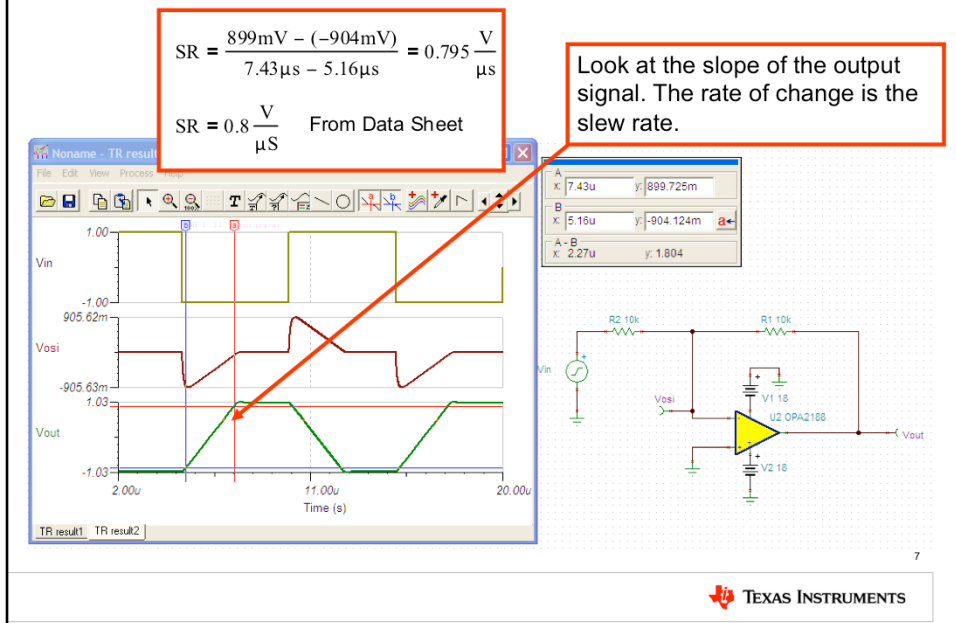 SR = 899mV − (−904mV) / 7.43µs − 5.16µs = 0.795 V/µs
SR = 0.8 V/µS From Data Sheet
Look at the slope of the output
signal. The rate of change is the
slew rate.
Noname - TR result
File Edit View Process
T
a b
b a
1.00
Vin
-1.00
905.62m
Vosi
-905.63m
1.03
Vout
-1.03
2.00u 11.00u 20.00u
Time (s)
TR result1 TR result2
A
x: 7.43u y: 899.725m
B
x: 5.16u y: -904.124m a
A - B
x: 2.27u y: 1.804
R2 10k R1 10k
Vin
V1 18
Vosi
U2 OPA2188
Vout
V2 18
7
TEXAS INSTRUMENTS